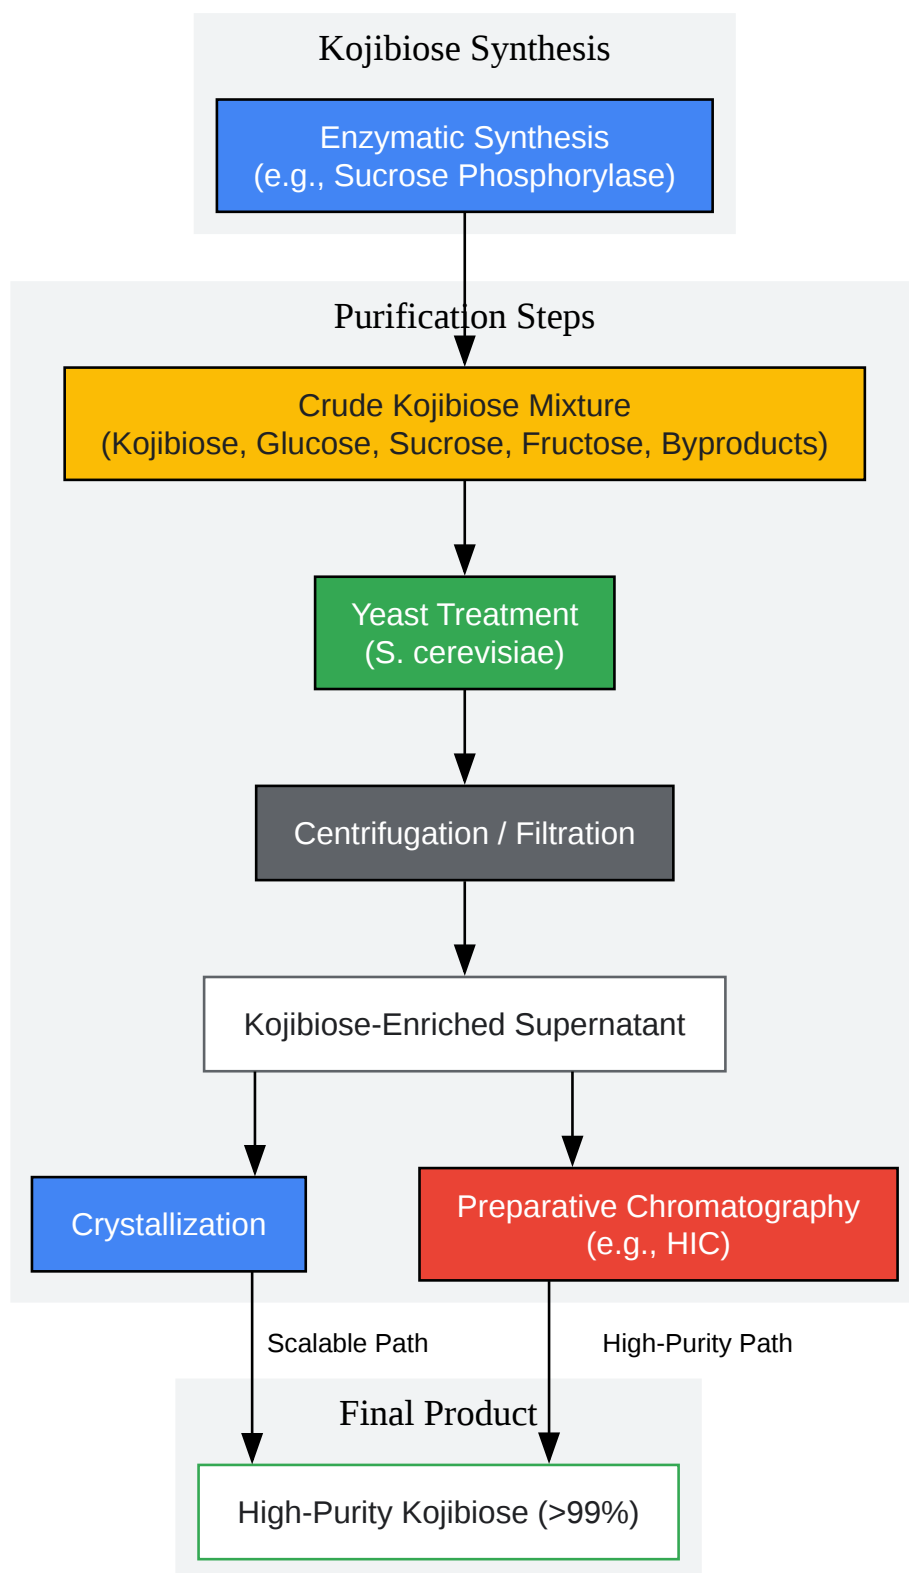 Kojibiose Synthesis
Enzymatic Synthesis
(e.g., Sucrose Phosphorylase)
Purification Steps
Crude Kojibiose Mixture
(Kojibiose, Glucose, Sucrose, Fructose, Byproducts)
Yeast Treatment
(S. cerevisiae)
Centrifugation / Filtration
Kojibiose-Enriched Supernatant
Crystallization
Preparative Chromatography
(e.g., HIC)
Scalable Path
High-Purity Path
Final Product
High-Purity Kojibiose (>99%)